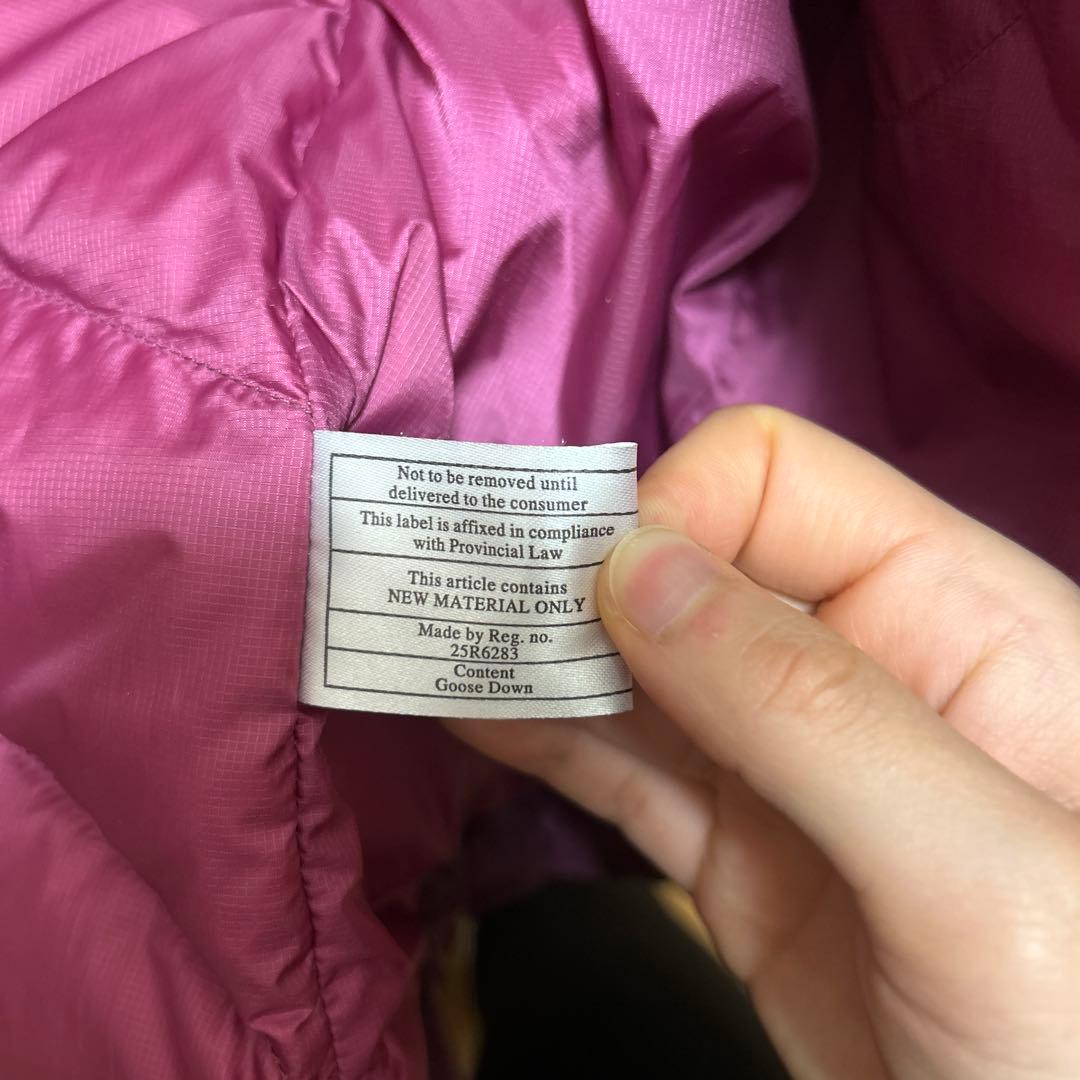 Not to be removed until
delivered to the consumer
This label is affixed in compliance
with Provincial Law
This article contains
NEW MATERIAL ONLY
Made by Reg. no.
25R6283
Content
Goose Down